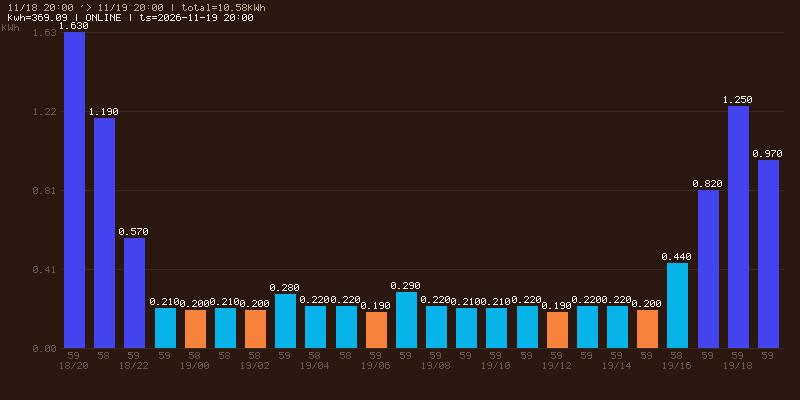 11/18 20:00 -> 11/19 20:00 | total=10.58KWh
Kwh=369.09 | ONLINE | ts=2026-11-19 20:00
KWh
1.63
1.22
0.81
0.41
0.00
1.630 1.190 0.570 0.210 0.200 0.210 0.200 0.280 0.220 0.220 0.190 0.290 0.220 0.210 0.210 0.220 0.190 0.220 0.220 0.200 0.440 0.820 1.250 0.970
59 58 59 59 58 58 58 59 58 58 59 59 59 59 59 59 59 59 59 59 58 59 59 59
18/20 18/22 19/00 19/02 19/04 19/06 19/08 19/10 19/12 19/14 19/16 19/18